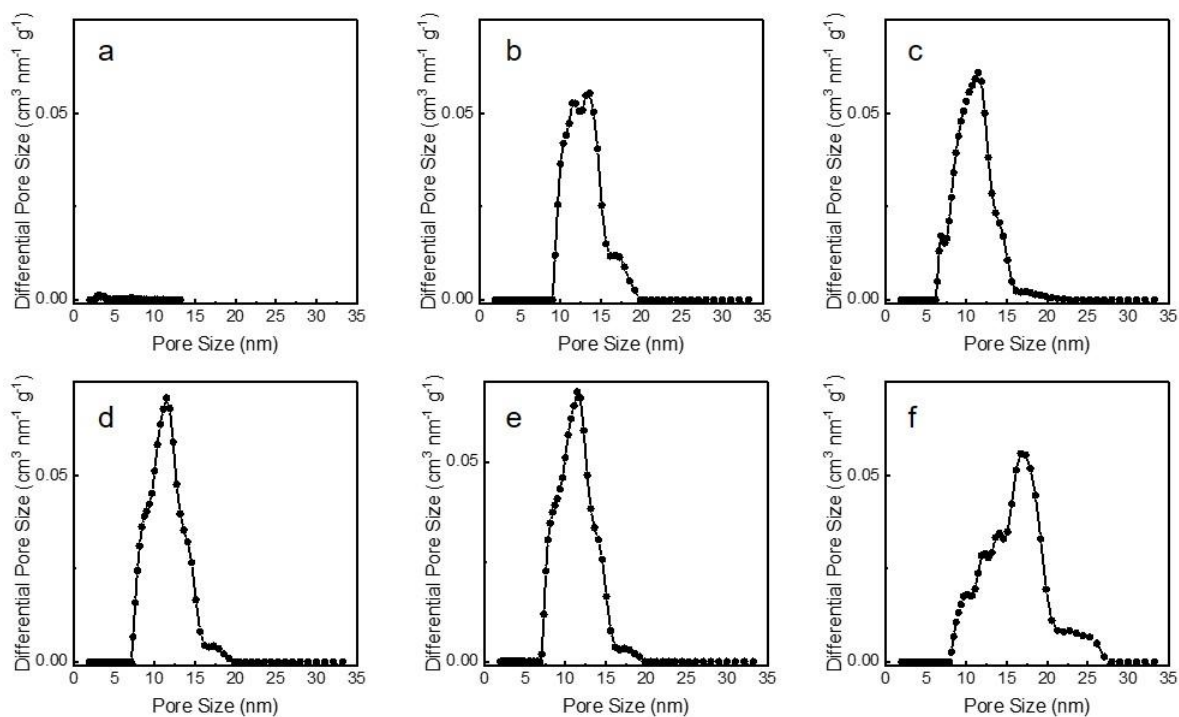 a
Differential Pore Size (cm³ nm⁻¹ g⁻¹)
0.05
0.00
0 5 10 15 20 25 30 35
Pore Size (nm)
b
Differential Pore Size (cm³ nm⁻¹ g⁻¹)
0.05
0.00
0 5 10 15 20 25 30 35
Pore Size (nm)
c
Differential Pore Size (cm³ nm⁻¹ g⁻¹)
0.05
0.00
0 5 10 15 20 25 30 35
Pore Size (nm)
d
Differential Pore Size (cm³ nm⁻¹ g⁻¹)
0.05
0.00
0 5 10 15 20 25 30 35
Pore Size (nm)
e
Differential Pore Size (cm³ nm⁻¹ g⁻¹)
0.05
0.00
0 5 10 15 20 25 30 35
Pore Size (nm)
f
Differential Pore Size (cm³ nm⁻¹ g⁻¹)
0.05
0.00
0 5 10 15 20 25 30 35
Pore Size (nm)